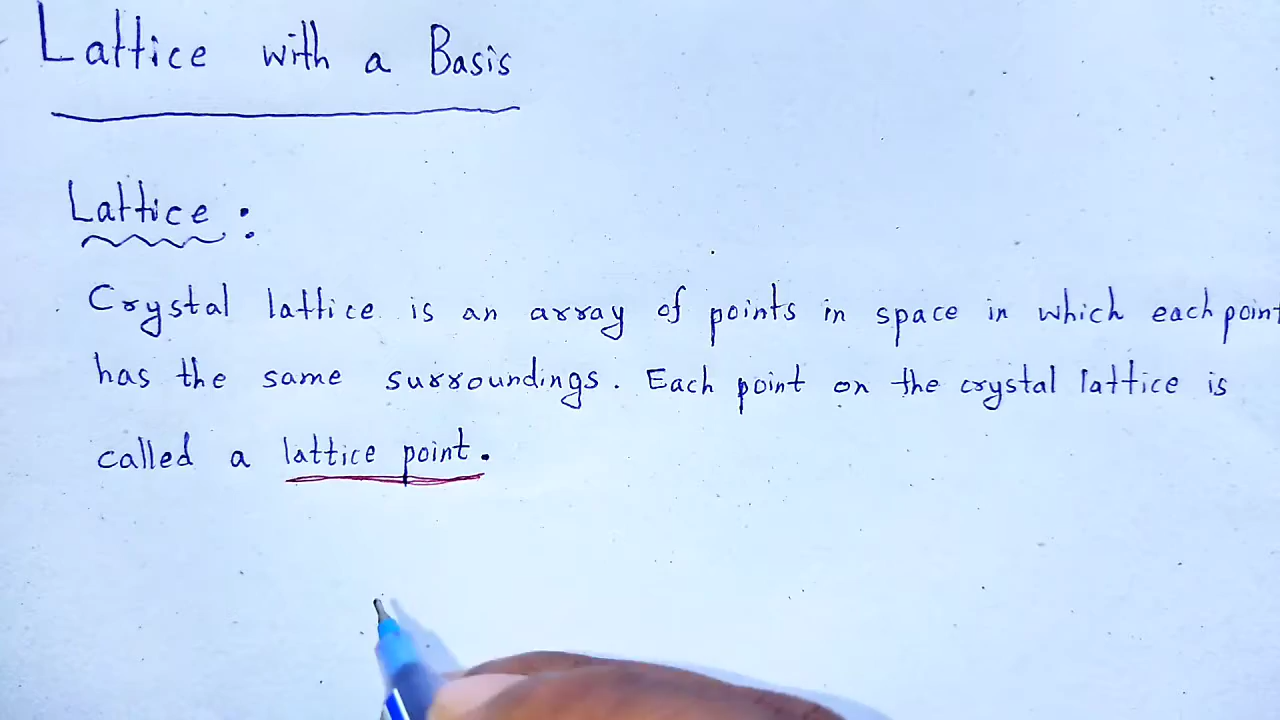 Lattice with a Basis
Lattice :
Crystal lattice is an array of points in space in which each point
has the same surroundings. Each point on the crystal lattice is
called a lattice point.